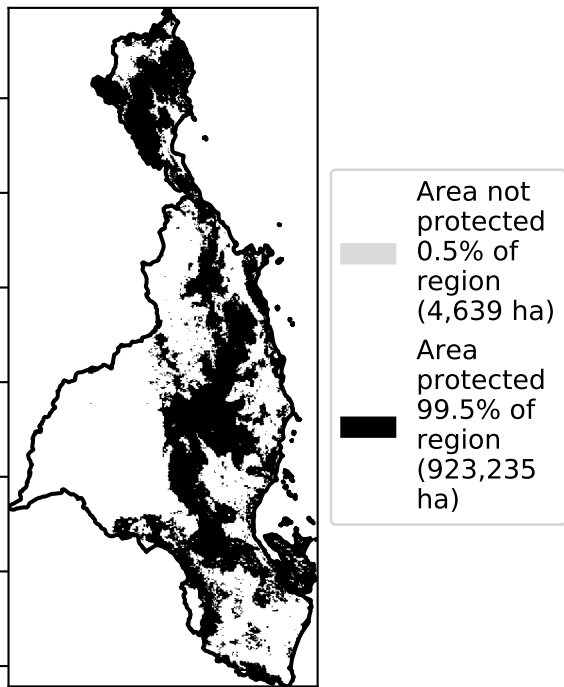 Area not
protected
0.5% of
region
(4,639 ha)
Area
protected
99.5% of
region
(923,235
ha)